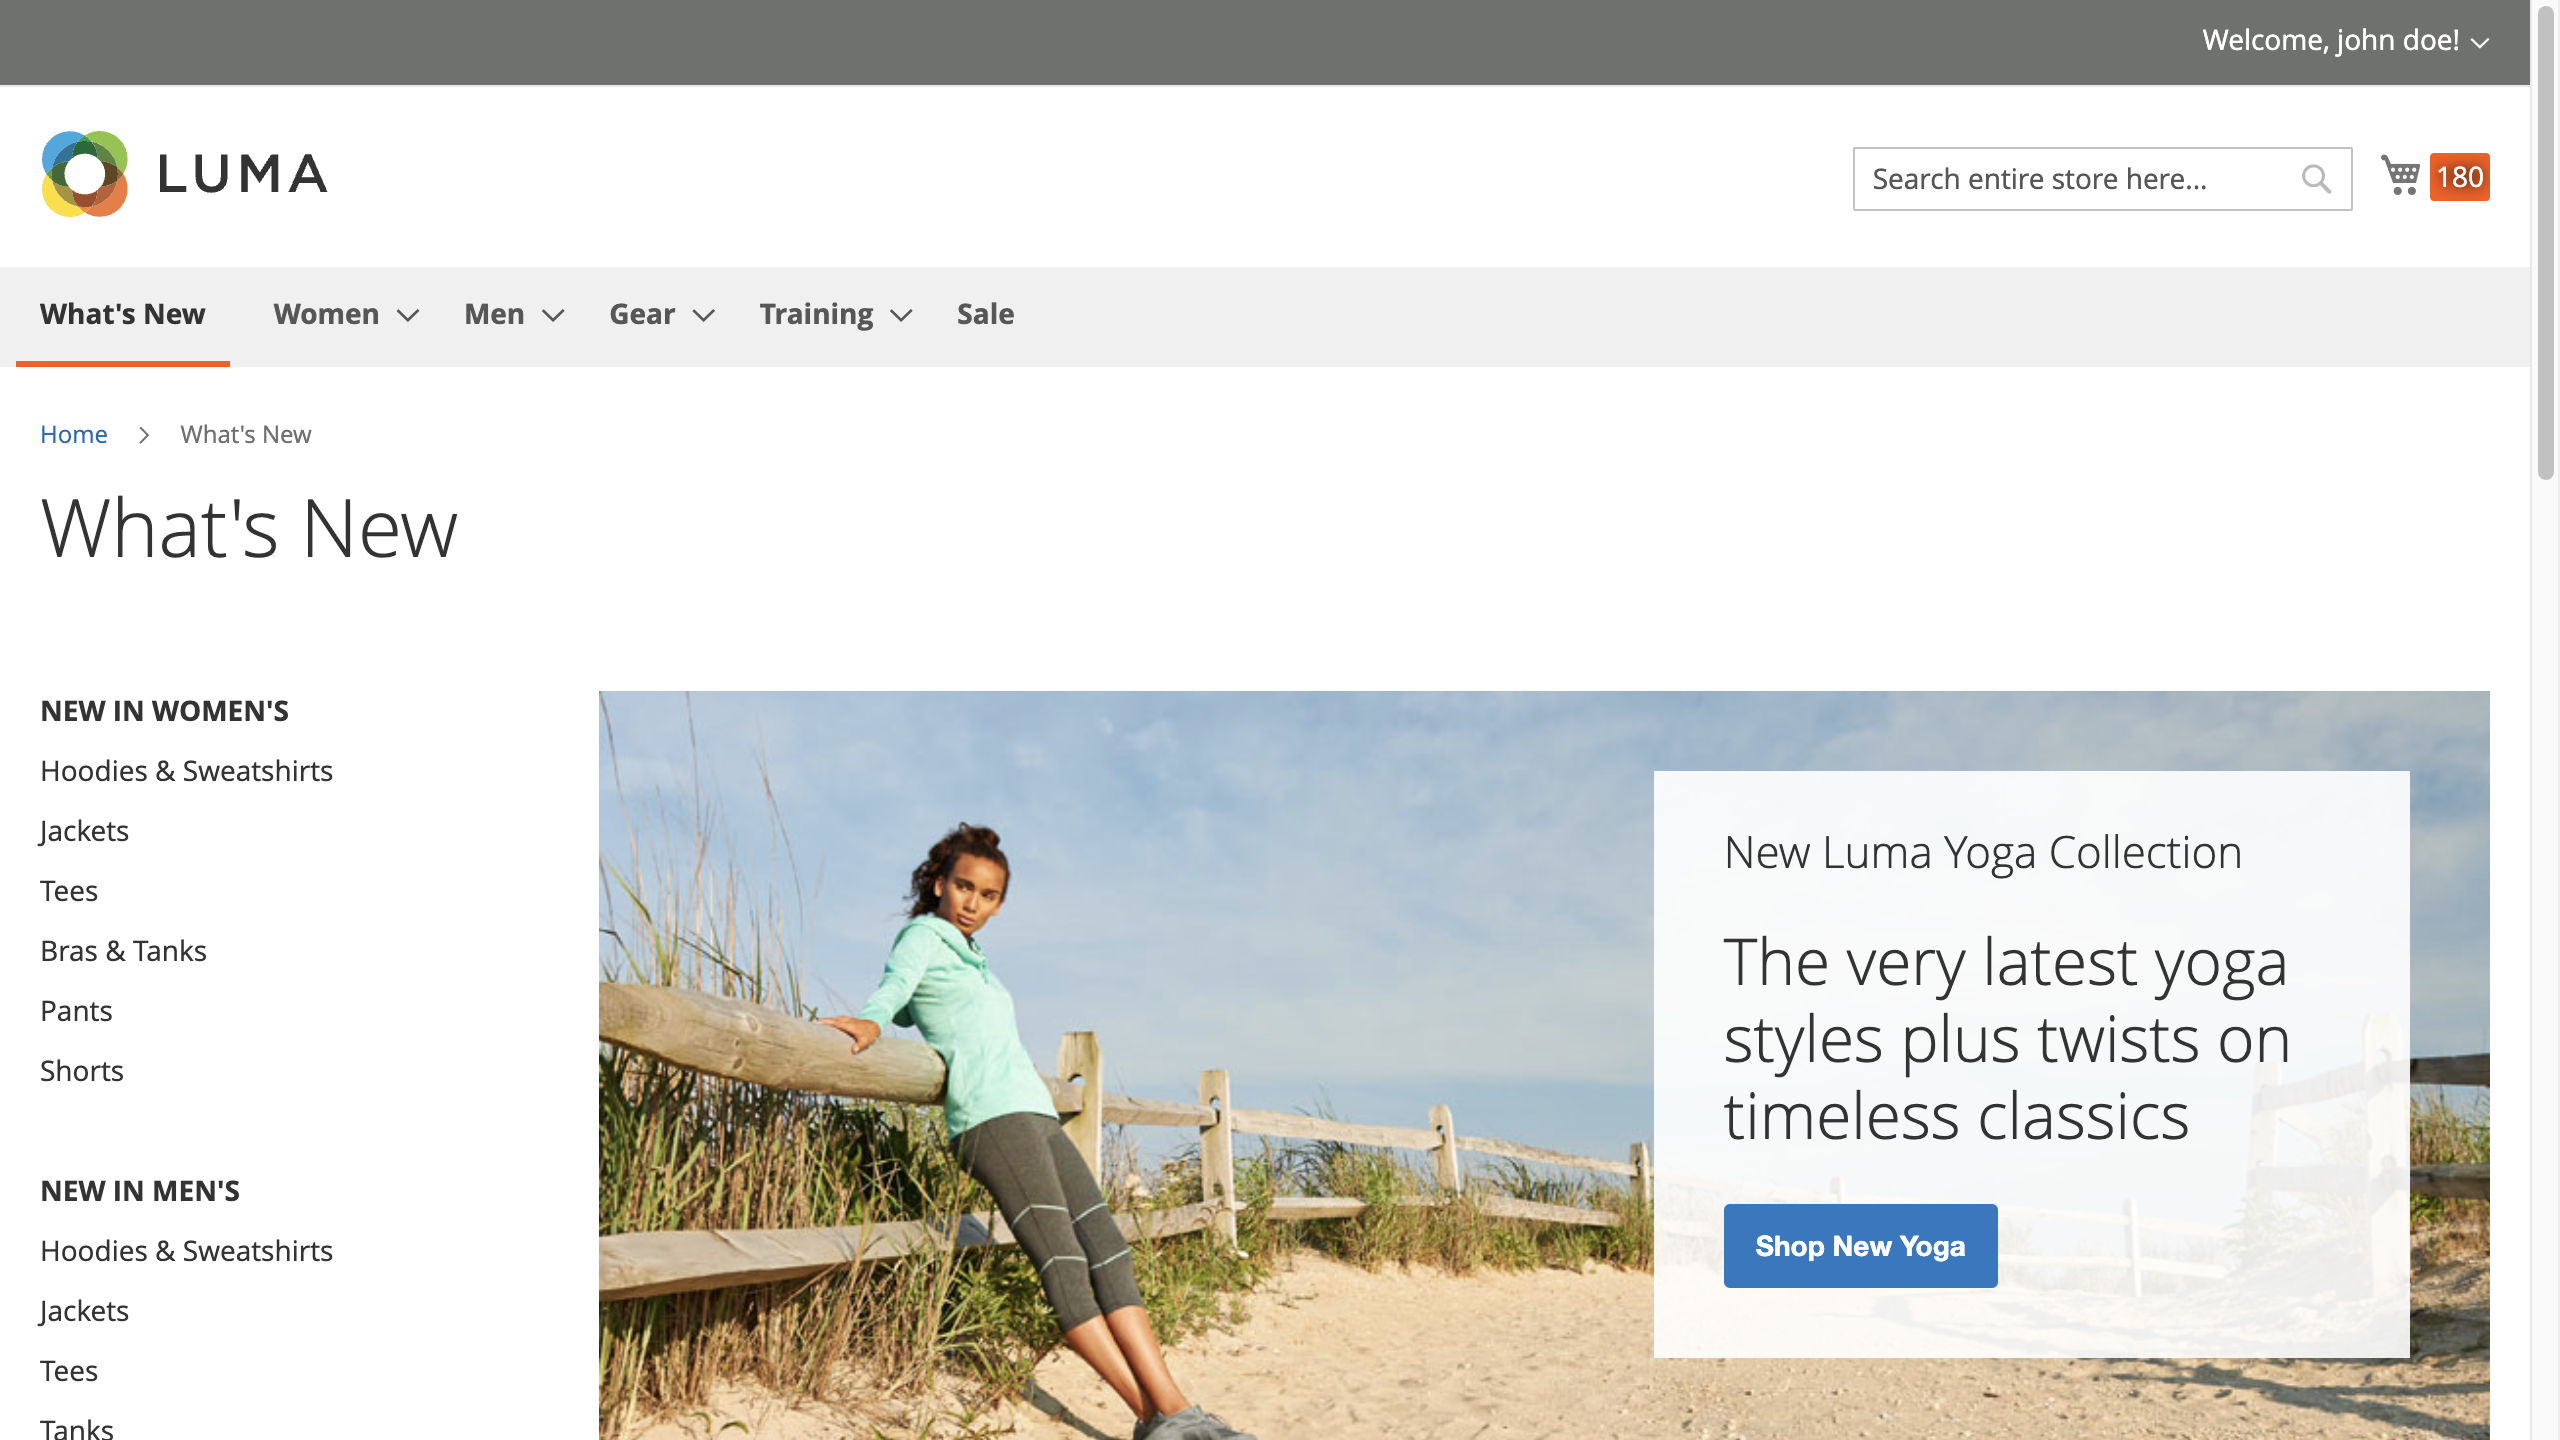 Welcome, john doe!
LUMA
Search entire store here...
180
What's New
Women
Men
Gear
Training
Sale
Home
What's New
What's New
NEW IN WOMEN'S
Hoodies & Sweatshirts
Jackets
Tees
Bras & Tanks
Pants
Shorts
NEW IN MEN'S
Hoodies & Sweatshirts
Jackets
Tees
Tanks
New Luma Yoga Collection
The very latest yoga
styles plus twists on
timeless classics
Shop New Yoga